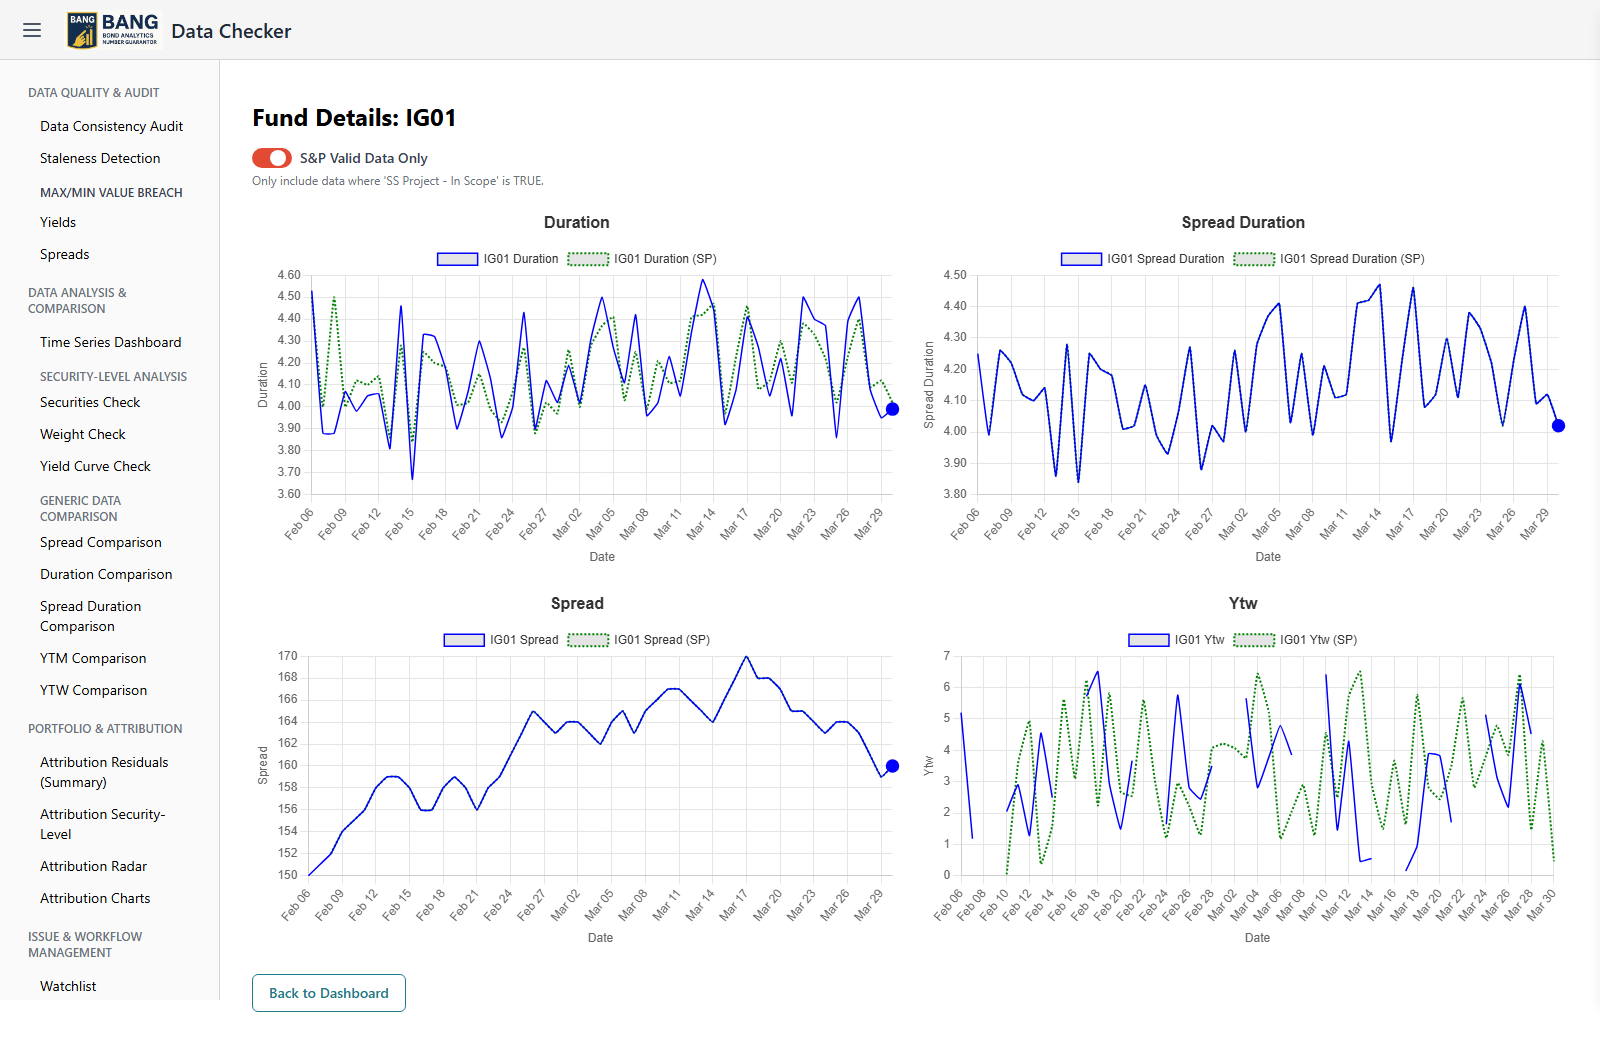 BANG
BANG
BOND ANALYTICS
NUMBER GUARANTOR
Data Checker
DATA QUALITY & AUDIT
Data Consistency Audit
Staleness Detection
MAX/MIN VALUE BREACH
Yields
Spreads
DATA ANALYSIS &
COMPARISON
Time Series Dashboard
SECURITY-LEVEL ANALYSIS
Securities Check
Weight Check
Yield Curve Check
GENERIC DATA
COMPARISON
Spread Comparison
Duration Comparison
Spread Duration
Comparison
YTM Comparison
YTW Comparison
PORTFOLIO & ATTRIBUTION
Attribution Residuals
(Summary)
Attribution Security-
Level
Attribution Radar
Attribution Charts
ISSUE & WORKFLOW
MANAGEMENT
Watchlist
Fund Details: IG01
S&P Valid Data Only
Only include data where 'SS Project - In Scope' is TRUE.
Duration
IG01 Duration IG01 Duration (SP)
Duration
4.60
4.50
4.40
4.30
4.20
4.10
4.00
3.90
3.80
3.70
3.60
Feb 06 Feb 09 Feb 12 Feb 15 Feb 18 Feb 21 Feb 24 Feb 27 Mar 02 Mar 05 Mar 08 Mar 11 Mar 14 Mar 17 Mar 20 Mar 23 Mar 26 Mar 29
Date
Spread Duration
IG01 Spread Duration IG01 Spread Duration (SP)
Spread Duration
4.50
4.40
4.30
4.20
4.10
4.00
3.90
3.80
Feb 06 Feb 09 Feb 12 Feb 15 Feb 18 Feb 21 Feb 24 Feb 27 Mar 02 Mar 05 Mar 08 Mar 11 Mar 14 Mar 17 Mar 20 Mar 23 Mar 26 Mar 29
Date
Spread
IG01 Spread IG01 Spread (SP)
Spread
170
168
166
164
162
160
158
156
154
152
150
Feb 06 Feb 09 Feb 12 Feb 15 Feb 18 Feb 21 Feb 24 Feb 27 Mar 02 Mar 05 Mar 08 Mar 11 Mar 14 Mar 17 Mar 20 Mar 23 Mar 26 Mar 29
Date
Ytw
IG01 Ytw IG01 Ytw (SP)
Ytw
7
6
5
4
3
2
1
0
Feb 06 Feb 08 Feb 10 Feb 12 Feb 14 Feb 16 Feb 18 Feb 20 Feb 22 Feb 24 Feb 26 Feb 28 Mar 02 Mar 04 Mar 06 Mar 08 Mar 10 Mar 12 Mar 14 Mar 16 Mar 18 Mar 20 Mar 22 Mar 24 Mar 26 Mar 28 Mar 30
Date
Back to Dashboard